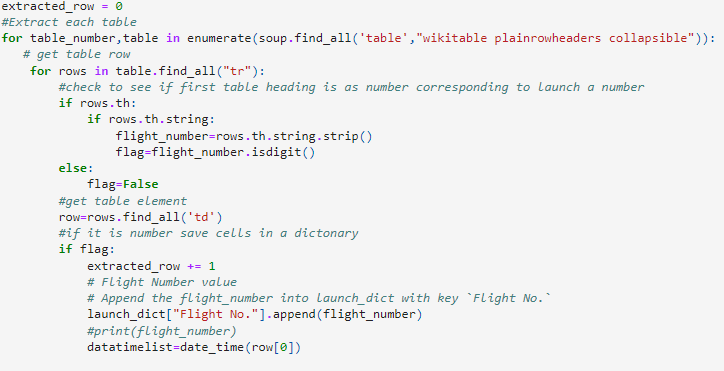 extracted_row = 0
#Extract each table
for table_number,table in enumerate(soup.find_all('table',"wikitable plainrowheaders collapsible")):
   # get table row
    for rows in table.find_all("tr"):
        #check to see if first table heading is as number corresponding to launch a number
        if rows.th:
            if rows.th.string:
                flight_number=rows.th.string.strip()
                flag=flight_number.isdigit()
        else:
            flag=False
        #get table element
        row=rows.find_all('td')
        #if it is number save cells in a dictonary
        if flag:
            extracted_row += 1
            # Flight Number value
            # Append the flight_number into launch_dict with key `Flight No.`
            launch_dict["Flight No."].append(flight_number)
            #print(flight_number)
            datatimelist=date_time(row[0])